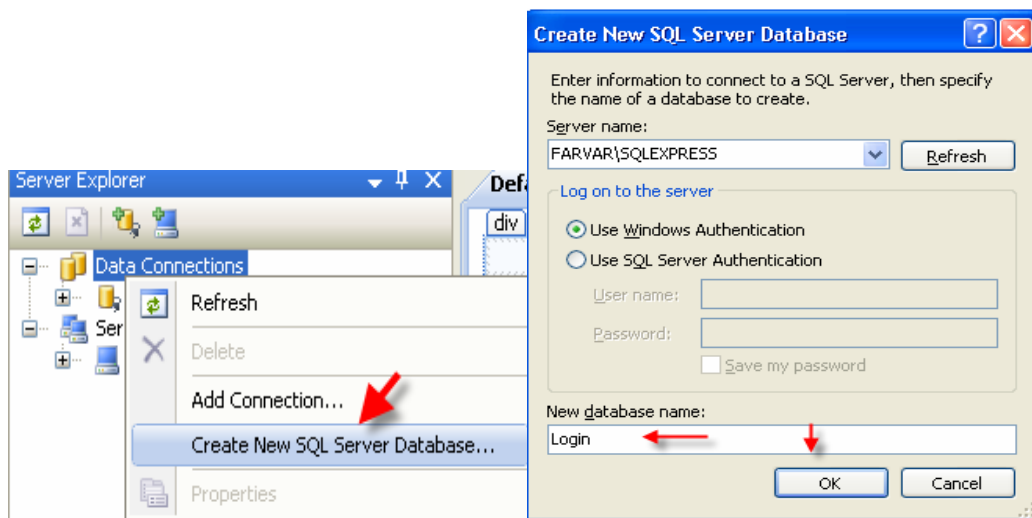 Server Explorer
Data Connections
Ser
Refresh
Delete
Add Connection...
Create New SQL Server Database...
Properties
Defa
div
Create New SQL Server Database
Enter information to connect to a SQL Server, then specify
the name of a database to create.
Server name:
FARVAR\SQLEXPRESS
Refresh
Log on to the server
Use Windows Authentication
Use SQL Server Authentication
User name:
Password:
Save my password
New database name:
Login
OK
Cancel